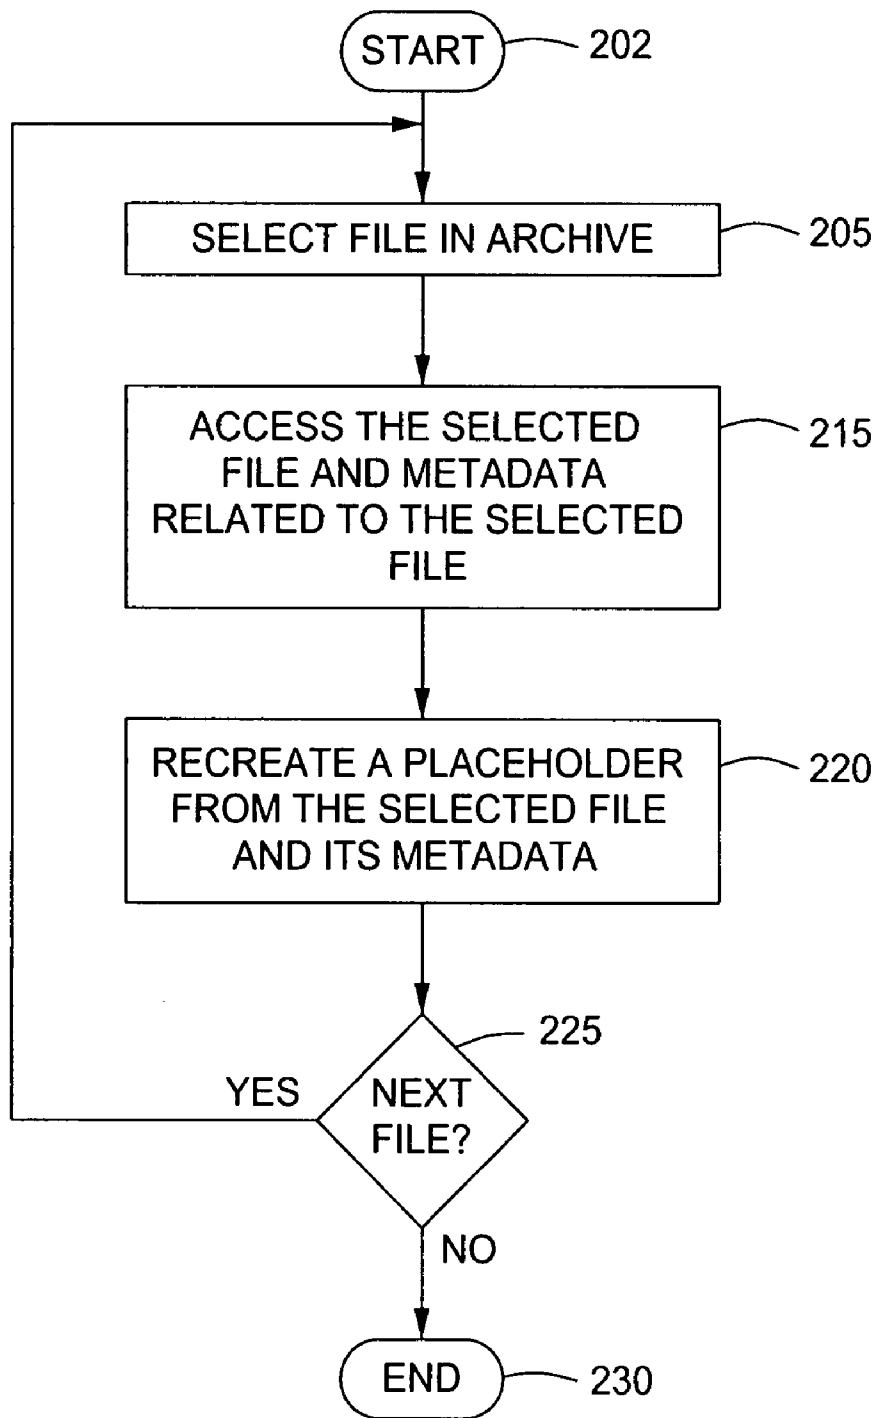 START
202
SELECT FILE IN ARCHIVE
205
ACCESS THE SELECTED
FILE AND METADATA
RELATED TO THE SELECTED
FILE
215
RECREATE A PLACEHOLDER
FROM THE SELECTED FILE
AND ITS METADATA
220
225
YES
NEXT
FILE?
NO
END
230